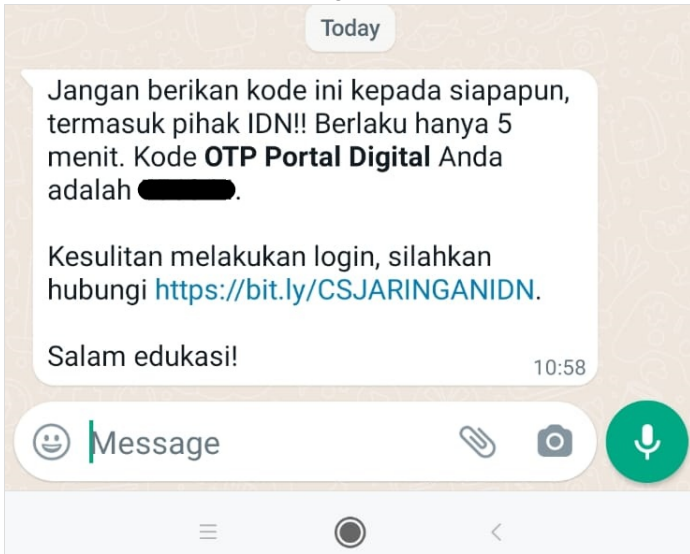 Today
Jangan berikan kode ini kepada siapapun,
termasuk pihak IDN!! Berlaku hanya 5
menit. Kode OTP Portal Digital Anda
adalah .
Kesulitan melakukan login, silahkan
hubungi https://bit.ly/CSJARINGANIDN.
Salam edukasi!
10:58
Message